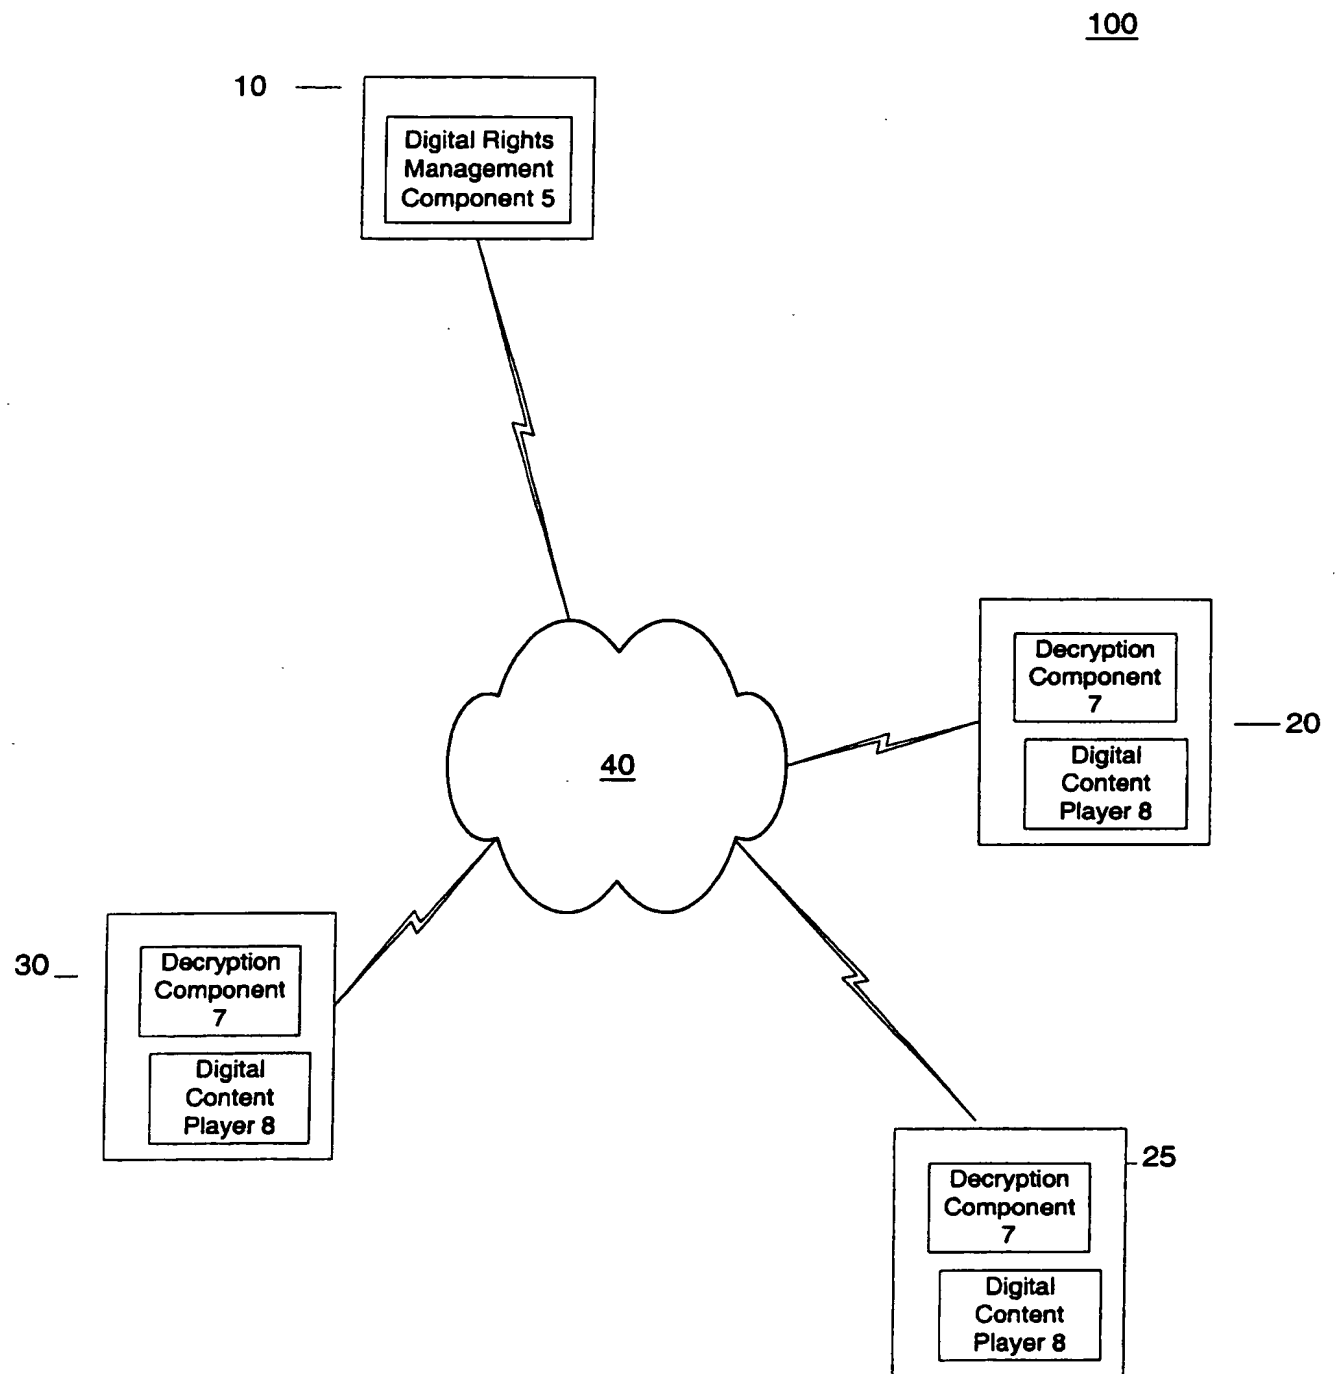 100
10
Digital Rights
Management
Component 5
Decryption
Component
7
20
Digital
Content
Player 8
40
30
Decryption
Component
7
Digital
Content
Player 8
25
Decryption
Component
7
Digital
Content
Player 8